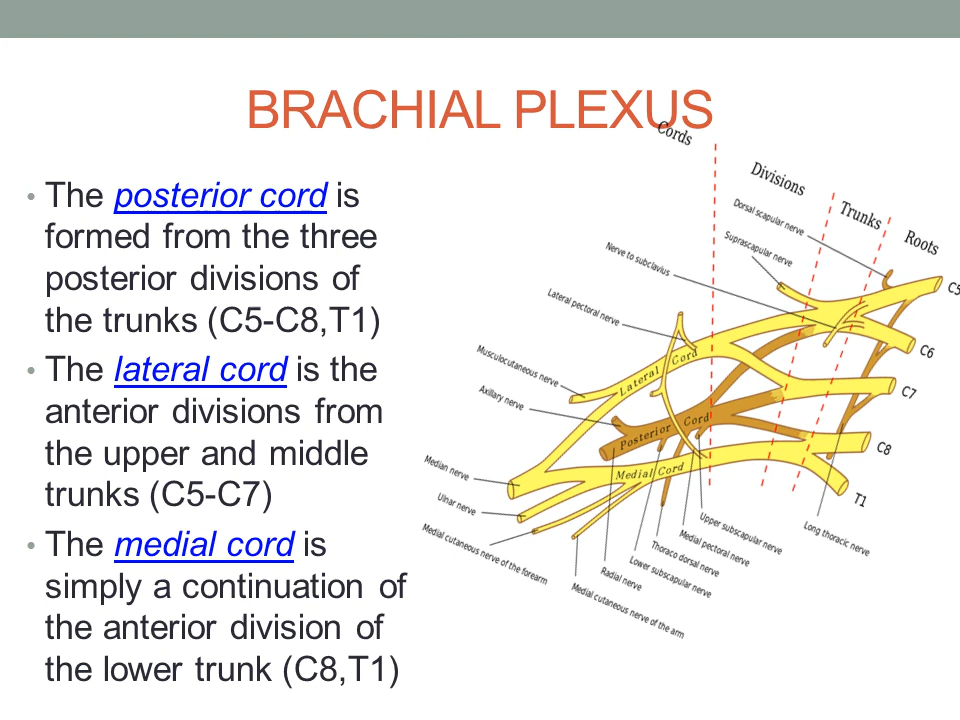 BRACHIAL PLEXUS
• The posterior cord is
formed from the three
posterior divisions of
the trunks (C5-C8,T1)
• The lateral cord is the
anterior divisions from
the upper and middle
trunks (C5-C7)
• The medial cord is
simply a continuation of
the anterior division of
the lower trunk (C8,T1)
Cords
Divisions
Trunks
Roots
Dorsal scapular nerve
Suprascapular nerve
Nerve to subclavius
Lateral pectoral nerve
Musculocutaneous nerve
Axillary nerve
Median nerve
Ulnar nerve
Medial cutaneous nerve of the forearm
Lateral Cord
Posterior Cord
Medial Cord
C5
C6
C7
C8
T1
Upper subscapular nerve
Medial pectoral nerve
Thoraco dorsal nerve
Lower subscapular nerve
Radial nerve
Medial cutaneous nerve of the arm
Long thoracic nerve